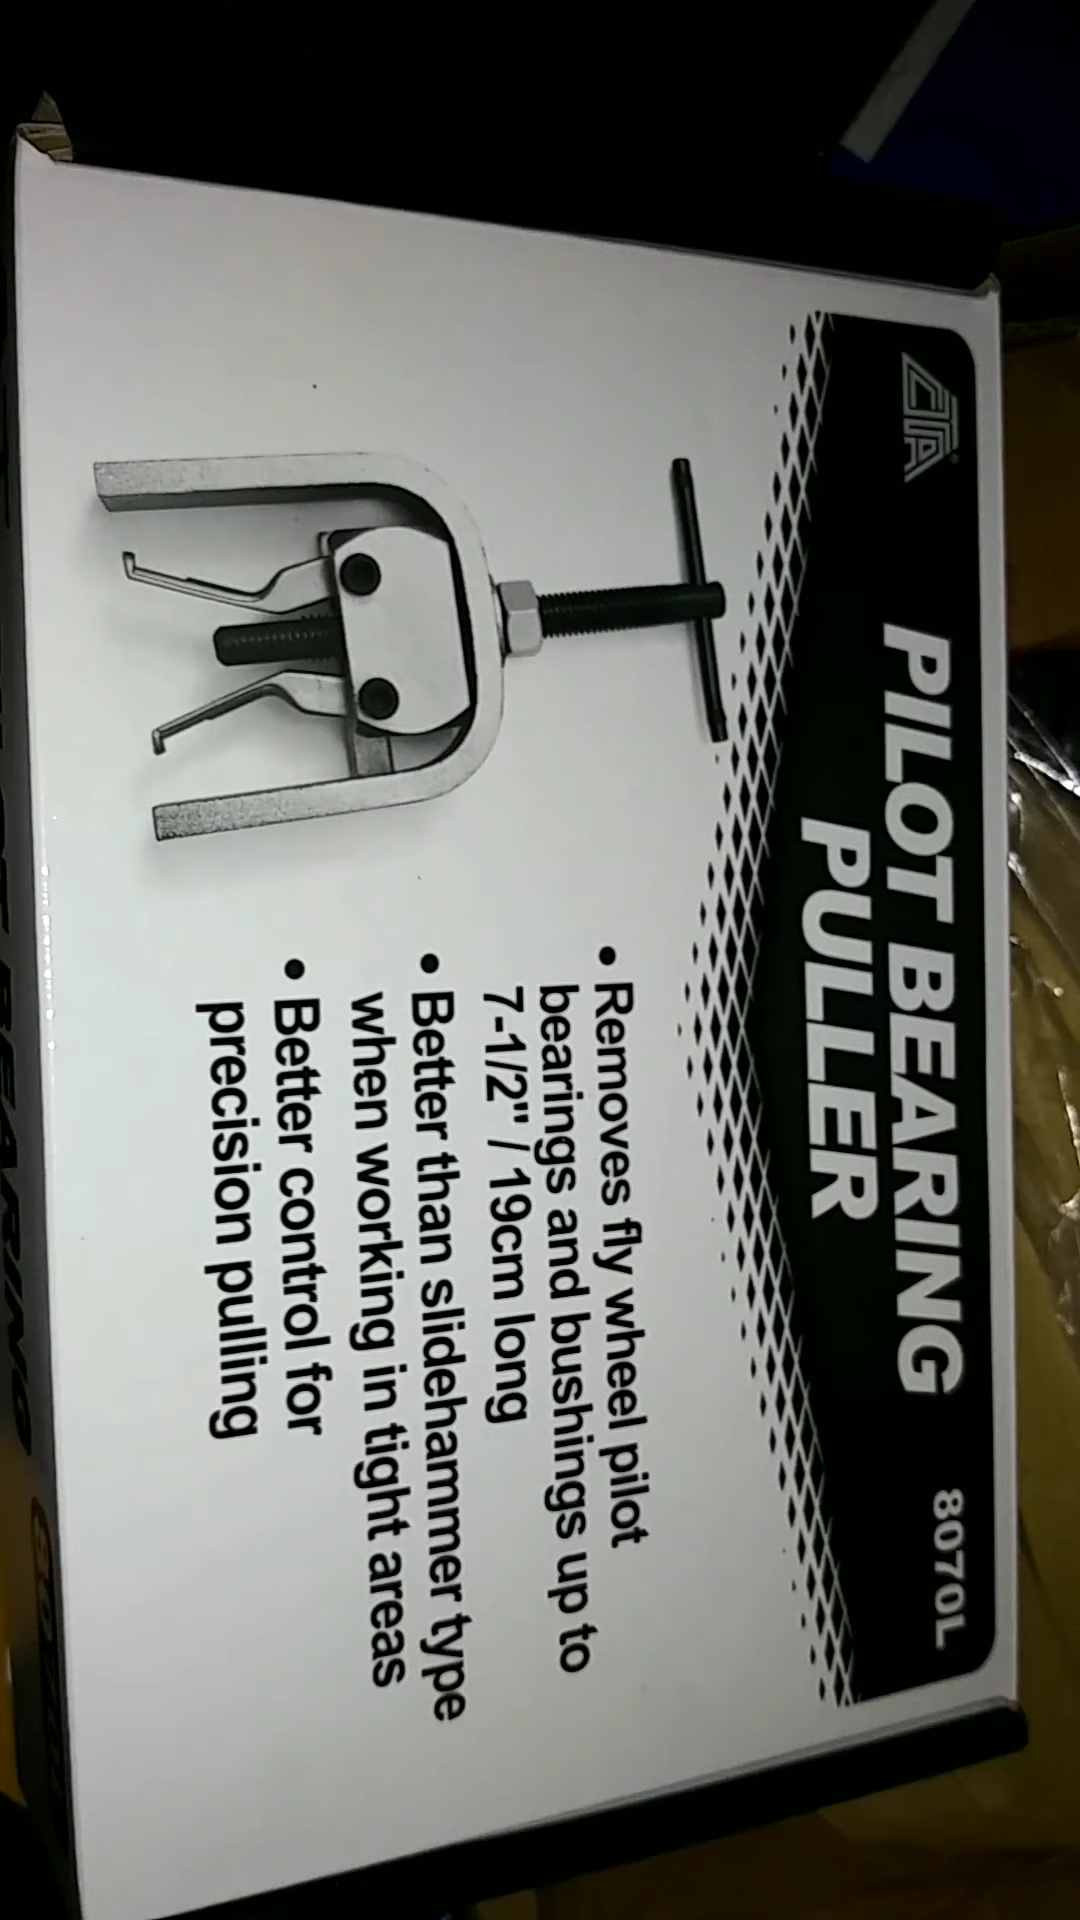 CTA®
PILOT BEARING
PULLER
8070L
• Removes fly wheel pilot
bearings and bushings up to
7-1/2" / 19cm long
• Better than slidehammer type
when working in tight areas
• Better control for
precision pulling